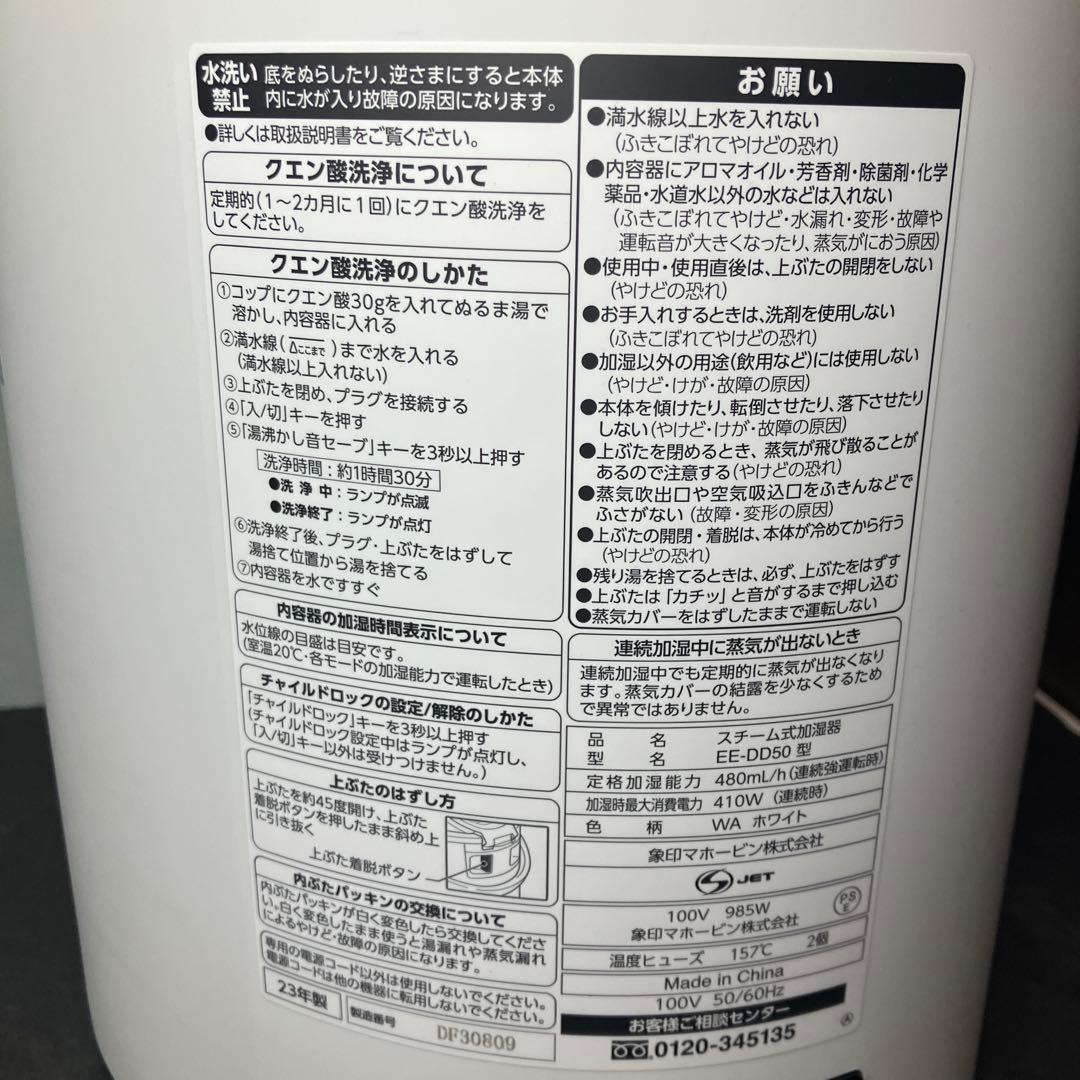 水洗い
禁止
底をぬらしたり、逆さまにすると本体
内に水が入り故障の原因になります。
●詳しくは取扱説明書をご覧ください。
クエン酸洗浄について
定期的(1〜2カ月に1回)にクエン酸洗浄を
してください。
クエン酸洗浄のしかた
①コップにクエン酸30gを入れてぬるま湯で
溶かし、内容器に入れる
②満水線(△ここまで)まで水を入れる
(満水線以上入れない)
③上ぶたを閉め、プラグを接続する
④「入/切」キーを押す
⑤「湯沸かし音セーブ」キーを3秒以上押す
洗浄時間:約1時間30分
●洗浄中:ランプが点滅
●洗浄終了:ランプが点灯
⑥洗浄終了後、プラグ・上ぶたをはずして
湯捨て位置から湯を捨てる
⑦内容器を水ですすぐ
内容器の加湿時間表示について
水位線の目盛は目安です。
(室温20℃・各モードの加湿能力で運転したとき)
チャイルドロックの設定/解除のしかた
「チャイルドロック」キーを3秒以上押す
(チャイルドロック設定中はランプが点灯し、
「入/切」キー以外は受けつけません。)
上ぶたのはずし方
上ぶたを約45度開け、上ぶた
着脱ボタンを押したまま斜め上
に引き抜く
上ぶた着脱ボタン
内ぶたパッキンの交換について
内ぶたパッキンが白く変色したら交換してくださ
い。白く変色したまま使うと湯漏れや蒸気漏れ
によるやけど・故障の原因になります。
専用の電源コード以外は使用しないでください。
電源コードは他の機器に転用しないでください。
23年製
製造番号
DF30809
お願い
●満水線以上水を入れない
(ふきこぼれてやけどの恐れ)
●内容器にアロマオイル・芳香剤・除菌剤・化学
薬品・水道水以外の水などは入れない
(ふきこぼれてやけど・水漏れ・変形・故障や
運転音が大きくなったり、蒸気がにおう原因)
●使用中・使用直後は、上ぶたの開閉をしない
(やけどの恐れ)
●お手入れするときは、洗剤を使用しない
(ふきこぼれてやけどの恐れ)
●加湿以外の用途(飲用など)には使用しない
(やけど・けが・故障の原因)
●本体を傾けたり、転倒させたり、落下させたり
しない(やけど・けが・故障の原因)
●上ぶたを閉めるとき、蒸気が飛び散ることが
あるので注意する(やけどの恐れ)
●蒸気吹出口や空気吸込口をふきんなどで
ふさがない(故障・変形の原因)
●上ぶたの開閉・着脱は、本体が冷めてから行う
(やけどの恐れ)
●残り湯を捨てるときは、必ず、上ぶたをはずす
●上ぶたは「カチッ」と音がするまで押し込む
●蒸気カバーをはずしたままで運転しない
連続加湿中に蒸気が出ないとき
連続加湿中でも定期的に蒸気が出なくなり
ます。蒸気カバーの結露を少なくするため
で異常ではありません。
品名 スチーム式加湿器
型名 EE-DD50 型
定格加湿能力 480mL/h(連続強運転時)
加湿時最大消費電力 410W(連続時)
色柄 WA ホワイト
象印マホービン株式会社
JET
100V 985W
PS
E
象印マホービン株式会社
温度ヒューズ 157℃ 2個
Made in China
100V 50/60Hz
お客様ご相談センター
Ⓐ
0120-345135